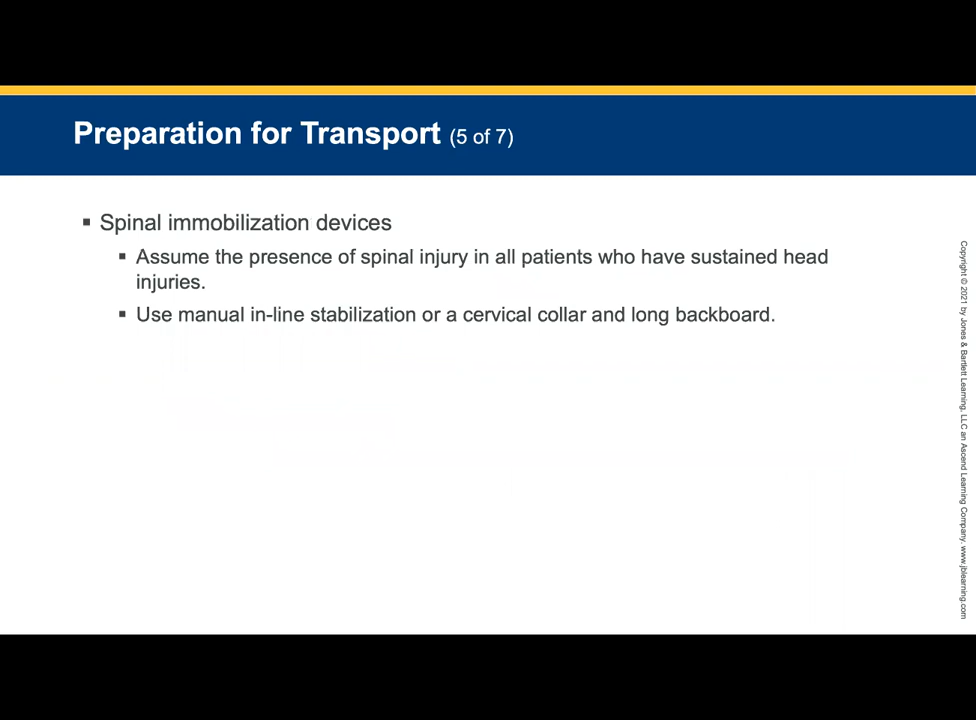 Preparation for Transport (5 of 7)
▪ Spinal immobilization devices
▪ Assume the presence of spinal injury in all patients who have sustained head
injuries.
▪ Use manual in-line stabilization or a cervical collar and long backboard.
Copyright © 2021 by Jones & Bartlett Learning, LLC an Ascend Learning Company. www.jblearning.com